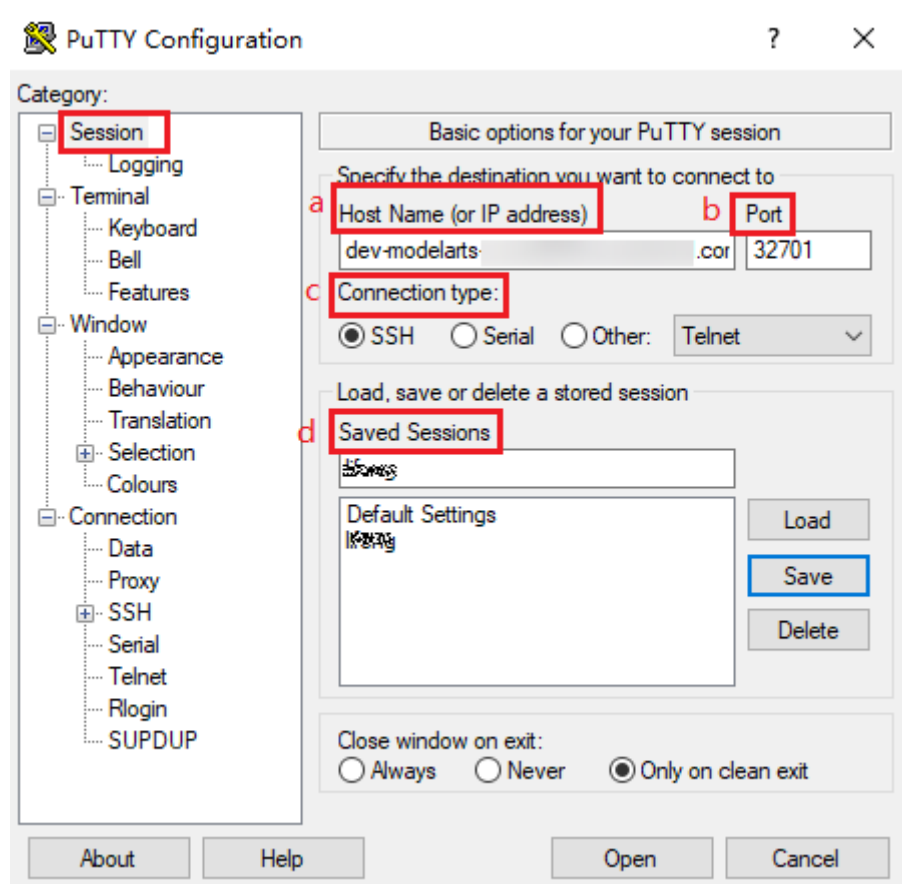 PuTTY Configuration ? ×
Category:
Session
Logging
Terminal
Keyboard
Bell
Features
Window
Appearance
Behaviour
Translation
Selection
Colours
Connection
Data
Proxy
SSH
Serial
Telnet
Rlogin
SUPDUP
Basic options for your PuTTY session
Specify the destination you want to connect to
a Host Name (or IP address) b Port
dev-modelarts- .cor 32701
c Connection type:
SSH Serial Other: Telnet
Load, save or delete a stored session
d Saved Sessions
Default Settings
Load
Save
Delete
Close window on exit:
Always Never Only on clean exit
About Help Open Cancel